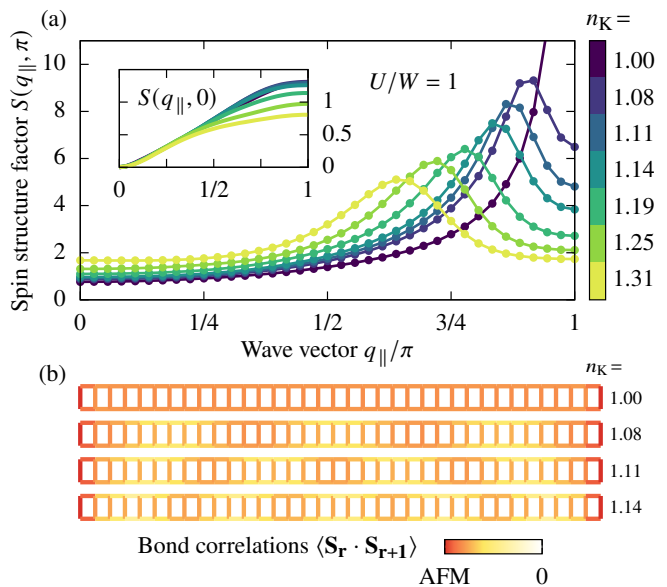 (a)
n_K =
10
8
6
4
2
0
Spin structure factor S(q_∥, π)
S(q_∥, 0)
U/W = 1
1
0.5
0
0
1/2
1
1.00
1.08
1.11
1.14
1.19
1.25
1.31
0
1/4
1/2
3/4
1
Wave vector q_∥/π
(b)
n_K =
1.00
1.08
1.11
1.14
Bond correlations ⟨S_r · S_{r+1}⟩
AFM
0